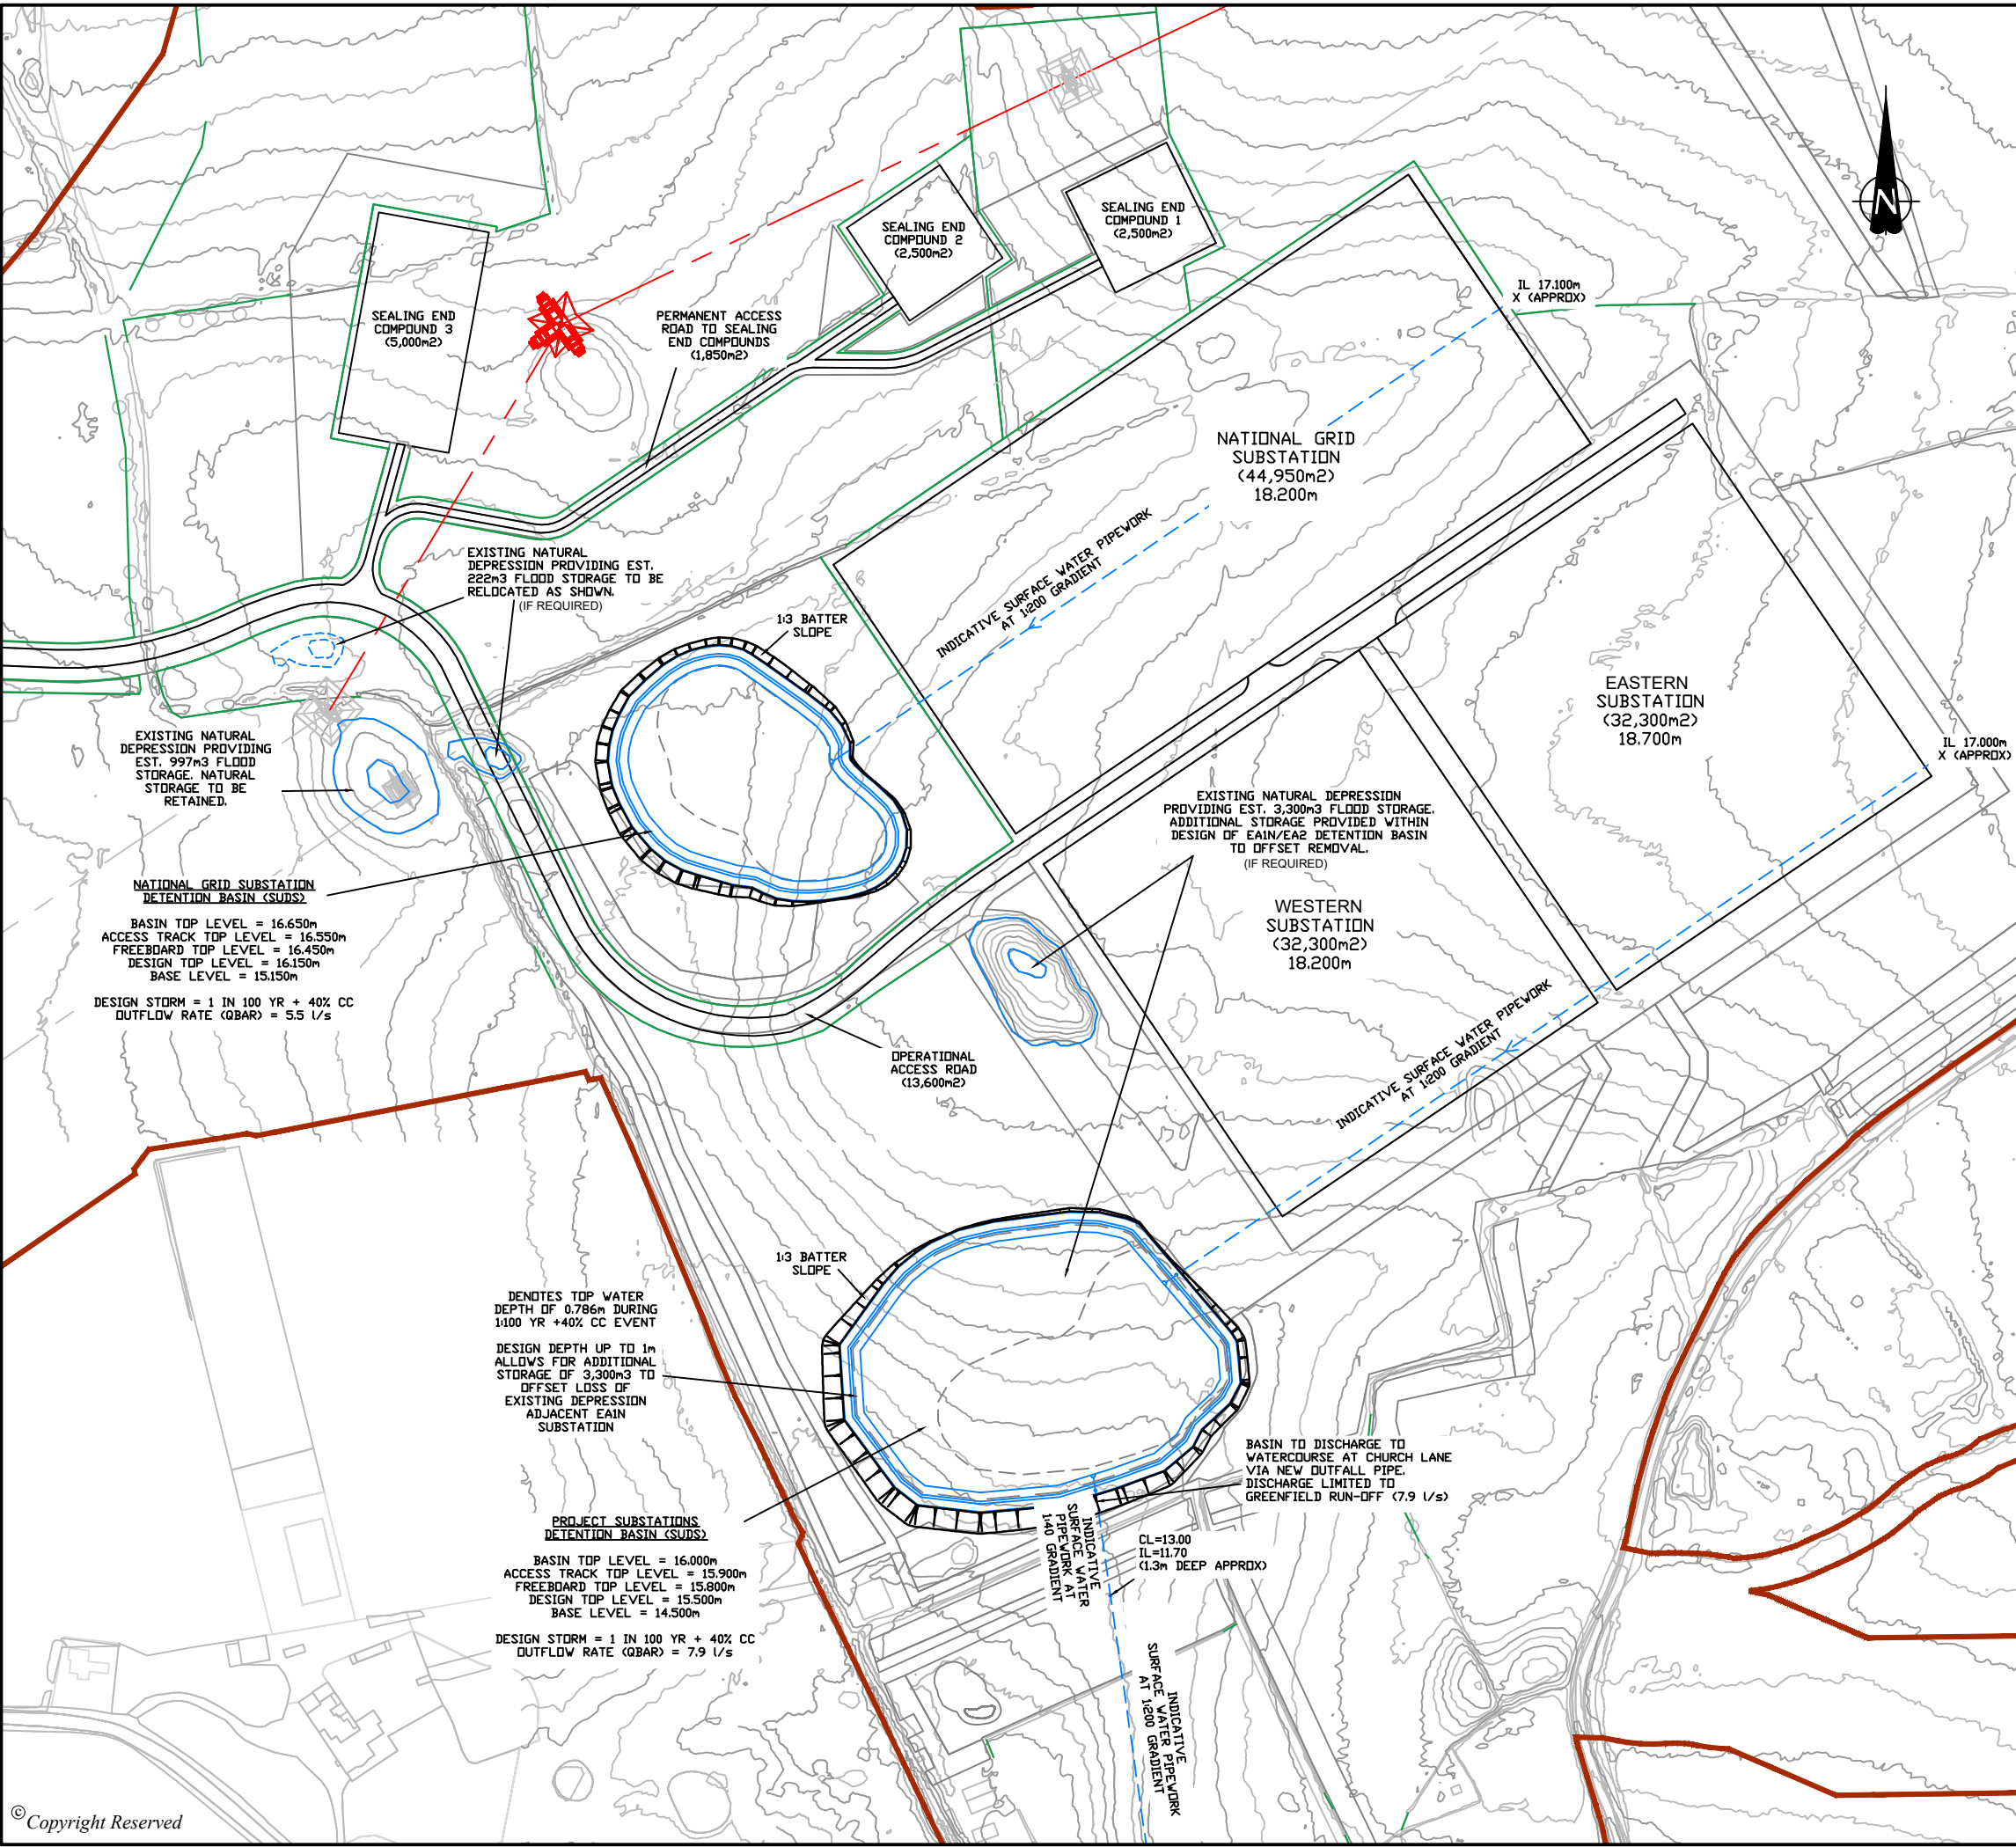 N
SEALING END
COMPOUND 1
(2,500m2)
SEALING END
COMPOUND 2
(2,500m2)
SEALING END
COMPOUND 3
(5,000m2)
PERMANENT ACCESS
ROAD TO SEALING
END COMPOUNDS
(1,850m2)
IL 17.100m
X (APPROX)
NATIONAL GRID
SUBSTATION
(44,950m2)
18.200m
INDICATIVE SURFACE WATER PIPEWORK
AT 1:200 GRADIENT
EXISTING NATURAL
DEPRESSION PROVIDING EST.
222m3 FLOOD STORAGE TO BE
RELOCATED AS SHOWN.
(IF REQUIRED)
1:3 BATTER
SLOPE
EASTERN
SUBSTATION
(32,300m2)
18.700m
IL 17.000m
X (APPROX)
EXISTING NATURAL
DEPRESSION PROVIDING
EST. 997m3 FLOOD
STORAGE. NATURAL
STORAGE TO BE
RETAINED.
EXISTING NATURAL DEPRESSION
PROVIDING EST. 3,300m3 FLOOD STORAGE.
ADDITIONAL STORAGE PROVIDED WITHIN
DESIGN OF EA1N/EA2 DETENTION BASIN
TO OFFSET REMOVAL.
(IF REQUIRED)
NATIONAL GRID SUBSTATION
DETENTION BASIN (SUDS)
BASIN TOP LEVEL = 16.650m
ACCESS TRACK TOP LEVEL = 16.550m
FREEBOARD TOP LEVEL = 16.450m
DESIGN TOP LEVEL = 16.150m
BASE LEVEL = 15.150m
DESIGN STORM = 1 IN 100 YR + 40% CC
OUTFLOW RATE (QBAR) = 5.5 l/s
WESTERN
SUBSTATION
(32,300m2)
18.200m
OPERATIONAL
ACCESS ROAD
(13,600m2)
INDICATIVE SURFACE WATER PIPEWORK
AT 1:200 GRADIENT
1:3 BATTER
SLOPE
DENOTES TOP WATER
DEPTH OF 0.786m DURING
1:100 YR +40% CC EVENT
DESIGN DEPTH UP TO 1m
ALLOWS FOR ADDITIONAL
STORAGE OF 3,300m3 TO
OFFSET LOSS OF
EXISTING DEPRESSION
ADJACENT EA1N
SUBSTATION
BASIN TO DISCHARGE TO
WATERCOURSE AT CHURCH LANE
VIA NEW OUTFALL PIPE.
DISCHARGE LIMITED TO
GREENFIELD RUN-OFF (7.9 l/s)
PROJECT SUBSTATIONS
DETENTION BASIN (SUDS)
BASIN TOP LEVEL = 16.000m
ACCESS TRACK TOP LEVEL = 15.900m
FREEBOARD TOP LEVEL = 15.800m
DESIGN TOP LEVEL = 15.500m
BASE LEVEL = 14.500m
DESIGN STORM = 1 IN 100 YR + 40% CC
OUTFLOW RATE (QBAR) = 7.9 l/s
INDICATIVE
SURFACE WATER
PIPEWORK AT
1:40 GRADIENT
CL=13.00
IL=11.70
(1.3m DEEP APPROX)
INDICATIVE
SURFACE WATER PIPEWORK
AT 1:200 GRADIENT
© Copyright Reserved